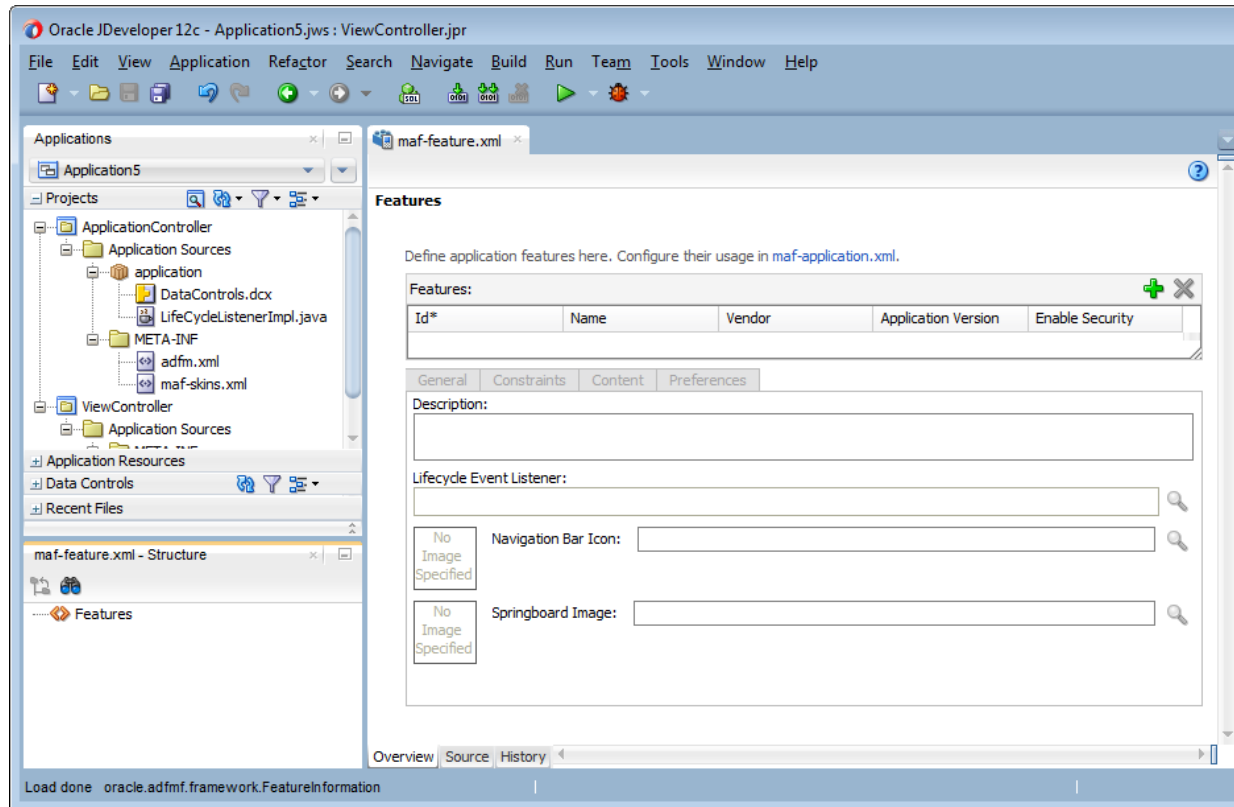 Oracle JDeveloper 12c - Application5.jws : ViewController.jpr
File Edit View Application Refactor Search Navigate Build Run Team Tools Window Help
Applications
Application5
Projects
ApplicationController
Application Sources
application
DataControls.dcx
LifeCycleListenerImpl.java
META-INF
adfm.xml
maf-skins.xml
ViewController
Application Sources
META-INF
Application Resources
Data Controls
Recent Files
maf-feature.xml - Structure
Features
maf-feature.xml
Features
Define application features here. Configure their usage in maf-application.xml.
Features:
Id* Name Vendor Application Version Enable Security
General Constraints Content Preferences
Description:
Lifecycle Event Listener:
No
Image
Specified
Navigation Bar Icon:
No
Image
Specified
Springboard Image:
Overview Source History
Load done oracle.adfmf.framework.FeatureInformation